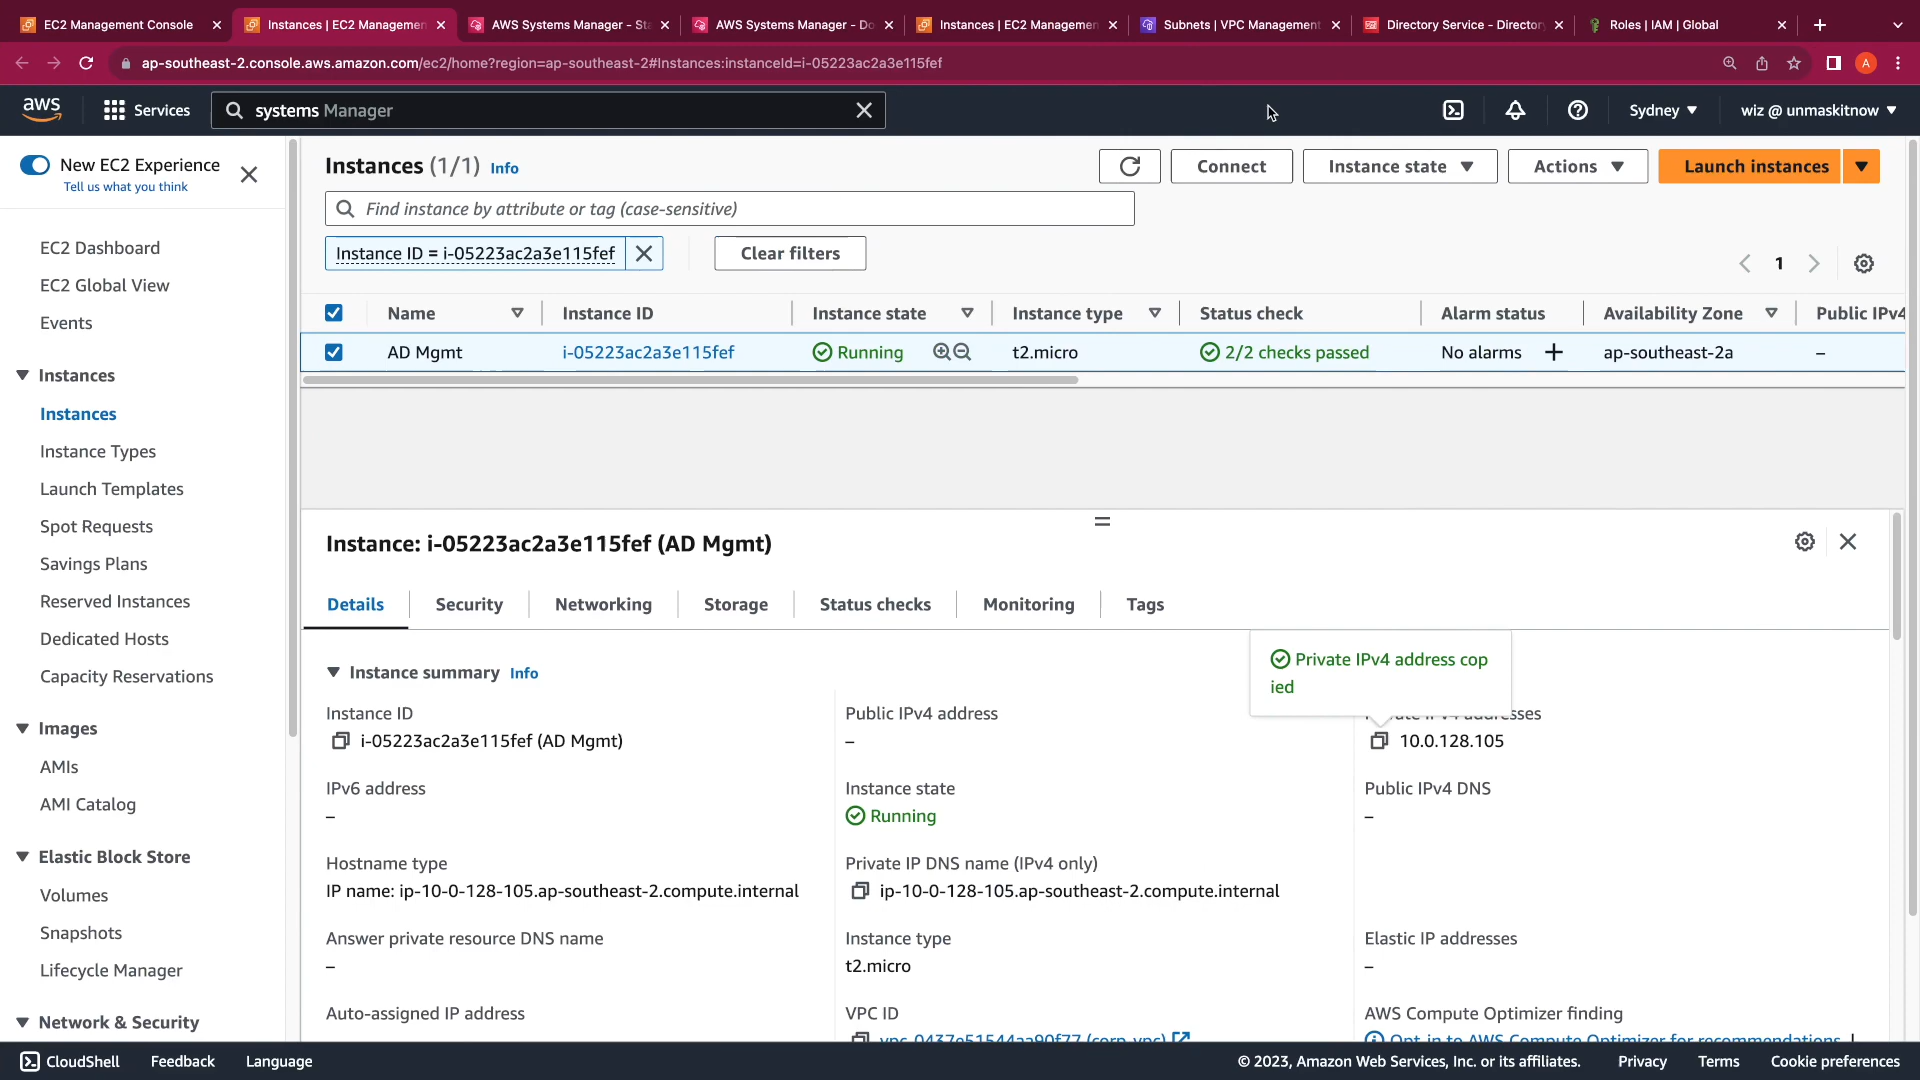 EC2 Management Console
Instances | EC2 Managemen
AWS Systems Manager - Sta
AWS Systems Manager - Do
Instances | EC2 Managemen
Subnets | VPC Management
Directory Service - Director
Roles | IAM | Global
ap-southeast-2.console.aws.amazon.com/ec2/home?region=ap-southeast-2#Instances:instanceId=i-05223ac2a3e115fef
A
aws
Services
systems Manager
Sydney
wiz @ unmaskitnow
New EC2 Experience
Tell us what you think
EC2 Dashboard
EC2 Global View
Events
Instances
Instances
Instance Types
Launch Templates
Spot Requests
Savings Plans
Reserved Instances
Dedicated Hosts
Capacity Reservations
Images
AMIs
AMI Catalog
Elastic Block Store
Volumes
Snapshots
Lifecycle Manager
Network & Security
Instances (1/1) Info
Connect
Instance state
Actions
Launch instances
Find instance by attribute or tag (case-sensitive)
Instance ID = i-05223ac2a3e115fef
Clear filters
1
Name Instance ID Instance state Instance type Status check Alarm status Availability Zone Public IPv4
AD Mgmt i-05223ac2a3e115fef Running t2.micro 2/2 checks passed No alarms + ap-southeast-2a –
Instance: i-05223ac2a3e115fef (AD Mgmt)
Details Security Networking Storage Status checks Monitoring Tags
Private IPv4 address cop
ied
Instance summary Info
Instance ID
i-05223ac2a3e115fef (AD Mgmt)
Public IPv4 address
–
10.0.128.105
IPv6 address
–
Instance state
Running
Public IPv4 DNS
–
Hostname type
IP name: ip-10-0-128-105.ap-southeast-2.compute.internal
Private IP DNS name (IPv4 only)
ip-10-0-128-105.ap-southeast-2.compute.internal
Answer private resource DNS name
–
Instance type
t2.micro
Elastic IP addresses
–
Auto-assigned IP address
VPC ID
vpc-0437e51544aa90f77 (corp-vpc)
AWS Compute Optimizer finding
Opt-in to AWS Compute Optimizer for recommendations.
CloudShell
Feedback
Language
© 2023, Amazon Web Services, Inc. or its affiliates.
Privacy
Terms
Cookie preferences